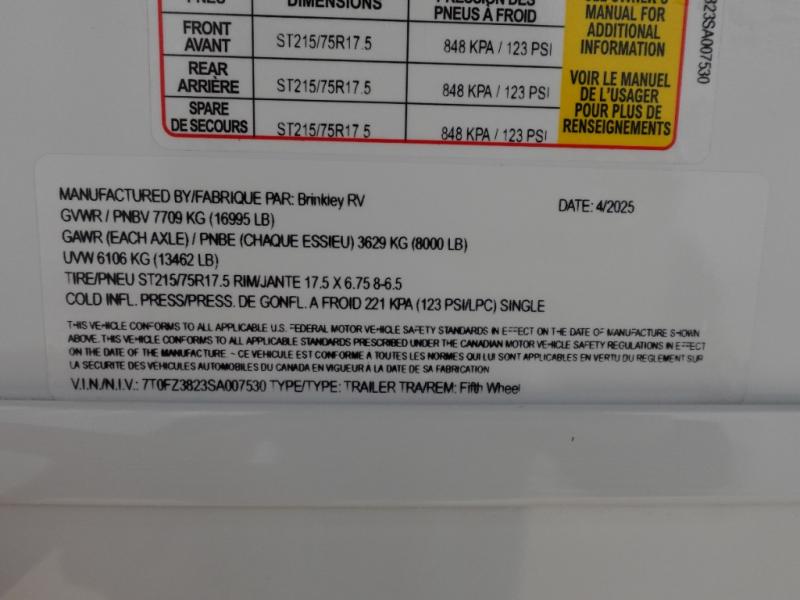 DIMENSIONS
PNEUS À FROID
SEE OWNER'S
MANUAL FOR
ADDITIONAL
INFORMATION
FRONT
AVANT
ST215/75R17.5
848 KPA / 123 PSI
REAR
ARRIÈRE
ST215/75R17.5
848 KPA / 123 PSI
SPARE
DE SECOURS
ST215/75R17.5
848 KPA / 123 PSI
VOIR LE MANUEL
DE L'USAGER
POUR PLUS DE
RENSEIGNEMENTS
823SA007530
MANUFACTURED BY/FABRIQUE PAR: Brinkley RV
DATE: 4/2025
GVWR / PNBV 7709 KG (16995 LB)
GAWR (EACH AXLE) / PNBE (CHAQUE ESSIEU) 3629 KG (8000 LB)
UVW 6106 KG (13462 LB)
TIRE/PNEU ST215/75R17.5 RIM/JANTE 17.5 X 6.75 8-6.5
COLD INFL. PRESS/PRESS. DE GONFL. A FROID 221 KPA (123 PSI/LPC) SINGLE
THIS VEHICLE CONFORMS TO ALL APPLICABLE U.S. FEDERAL MOTOR VEHICLE SAFETY STANDARDS IN EFFECT ON THE DATE OF MANUFACTURE SHOWN
ABOVE. THIS VEHICLE CONFORMS TO ALL APPLICABLE STANDARDS PRESCRIBED UNDER THE CANADIAN MOTOR VEHICLE SAFETY REGULATIONS IN EFFECT
ON THE DATE OF THE MANUFACTURE - CE VEHICULE EST CONFORME A TOUTES LES NORMES QUI LUI SONT APPLICABLES EN VERTU DU REGLEMENT SUR
LA SECURITE DES VEHICULES AUTOMOBILES DU CANADA EN VIGUEUR A LA DATE DE SA FABRICATION
V.I.N./N.I.V.: 7T0FZ3823SA007530 TYPE/TYPE: TRAILER TRA/REM: Fifth Wheel